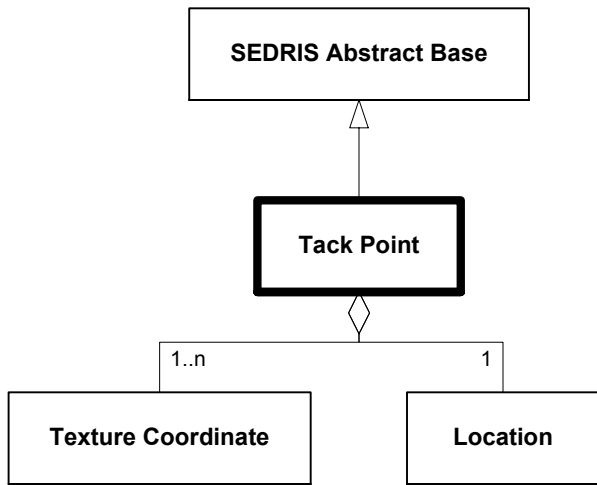 SEDRIS Abstract Base
Tack Point
1..n
1
Texture Coordinate
Location